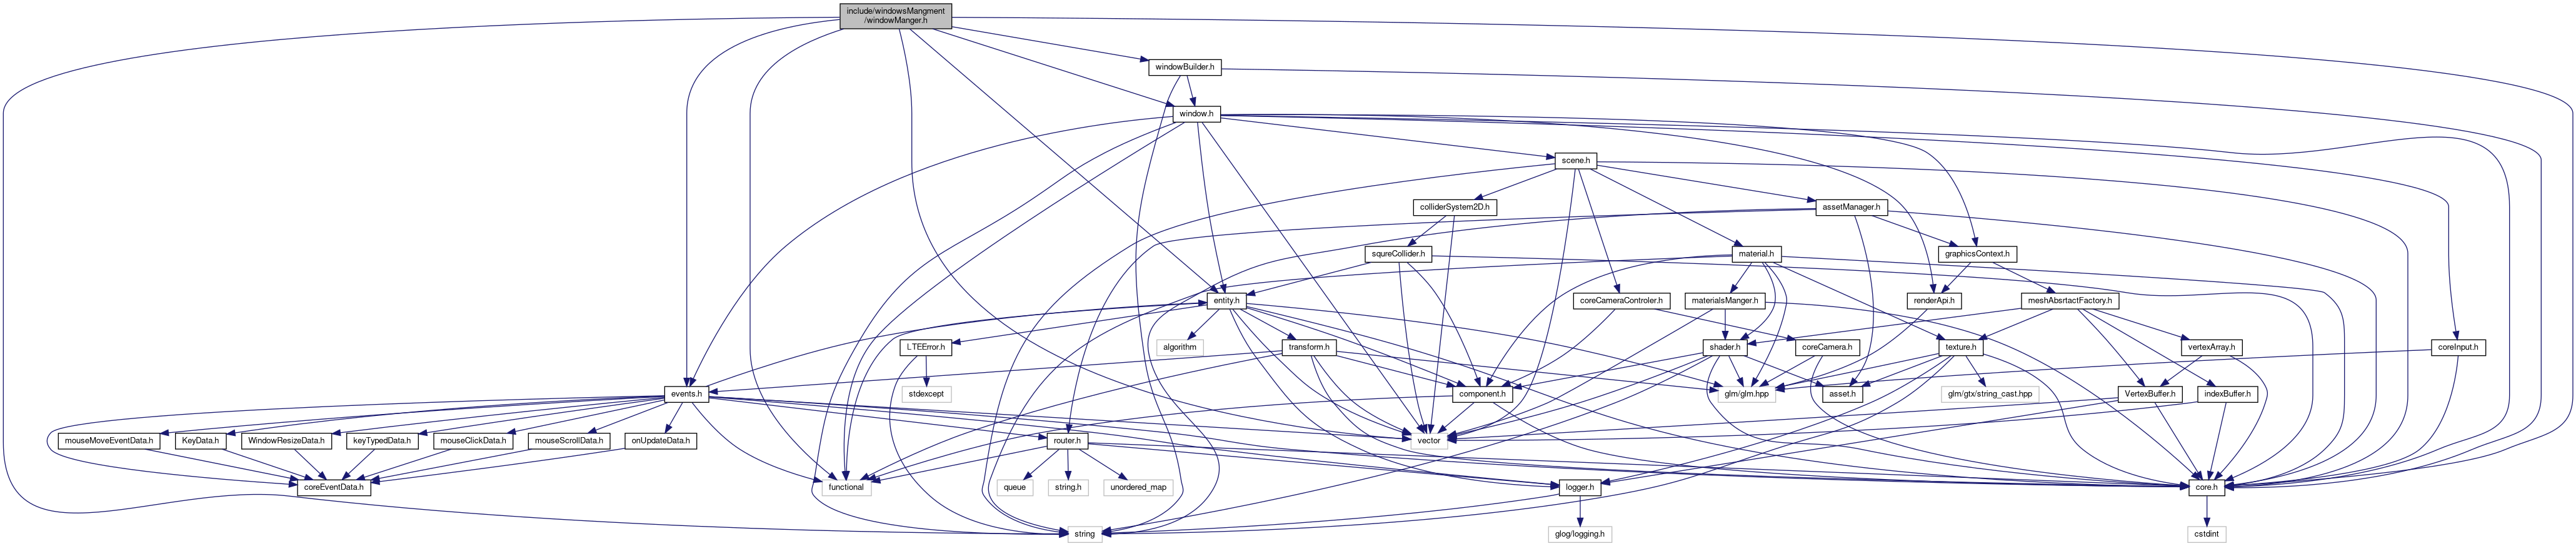 include/windowsMangment
/windowManger.h
windowBuilder.h
window.h
scene.h
colliderSystem2D.h
assetManager.h
squreCollider.h
material.h
graphicsContext.h
entity.h
coreCameraControler.h
materialsManger.h
renderApi.h
meshAbsrtactFactory.h
LTEError.h
algorithm
transform.h
shader.h
coreCamera.h
texture.h
vertexArray.h
coreInput.h
stdexcept
events.h
component.h
glm/glm.hpp
asset.h
glm/gtx/string_cast.hpp
VertexBuffer.h
indexBuffer.h
mouseMoveEventData.h
KeyData.h
WindowResizeData.h
keyTypedData.h
mouseClickData.h
mouseScrollData.h
onUpdateData.h
router.h
vector
coreEventData.h
functional
queue
string.h
unordered_map
logger.h
core.h
string
glog/logging.h
cstdint